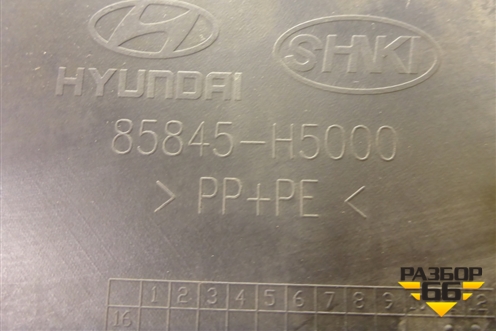 HYUNDAI
SHKI
85845-H5000
> PP+PE <
1 2 3 4 5 6 7 8 9
16
РАЗБОР
66